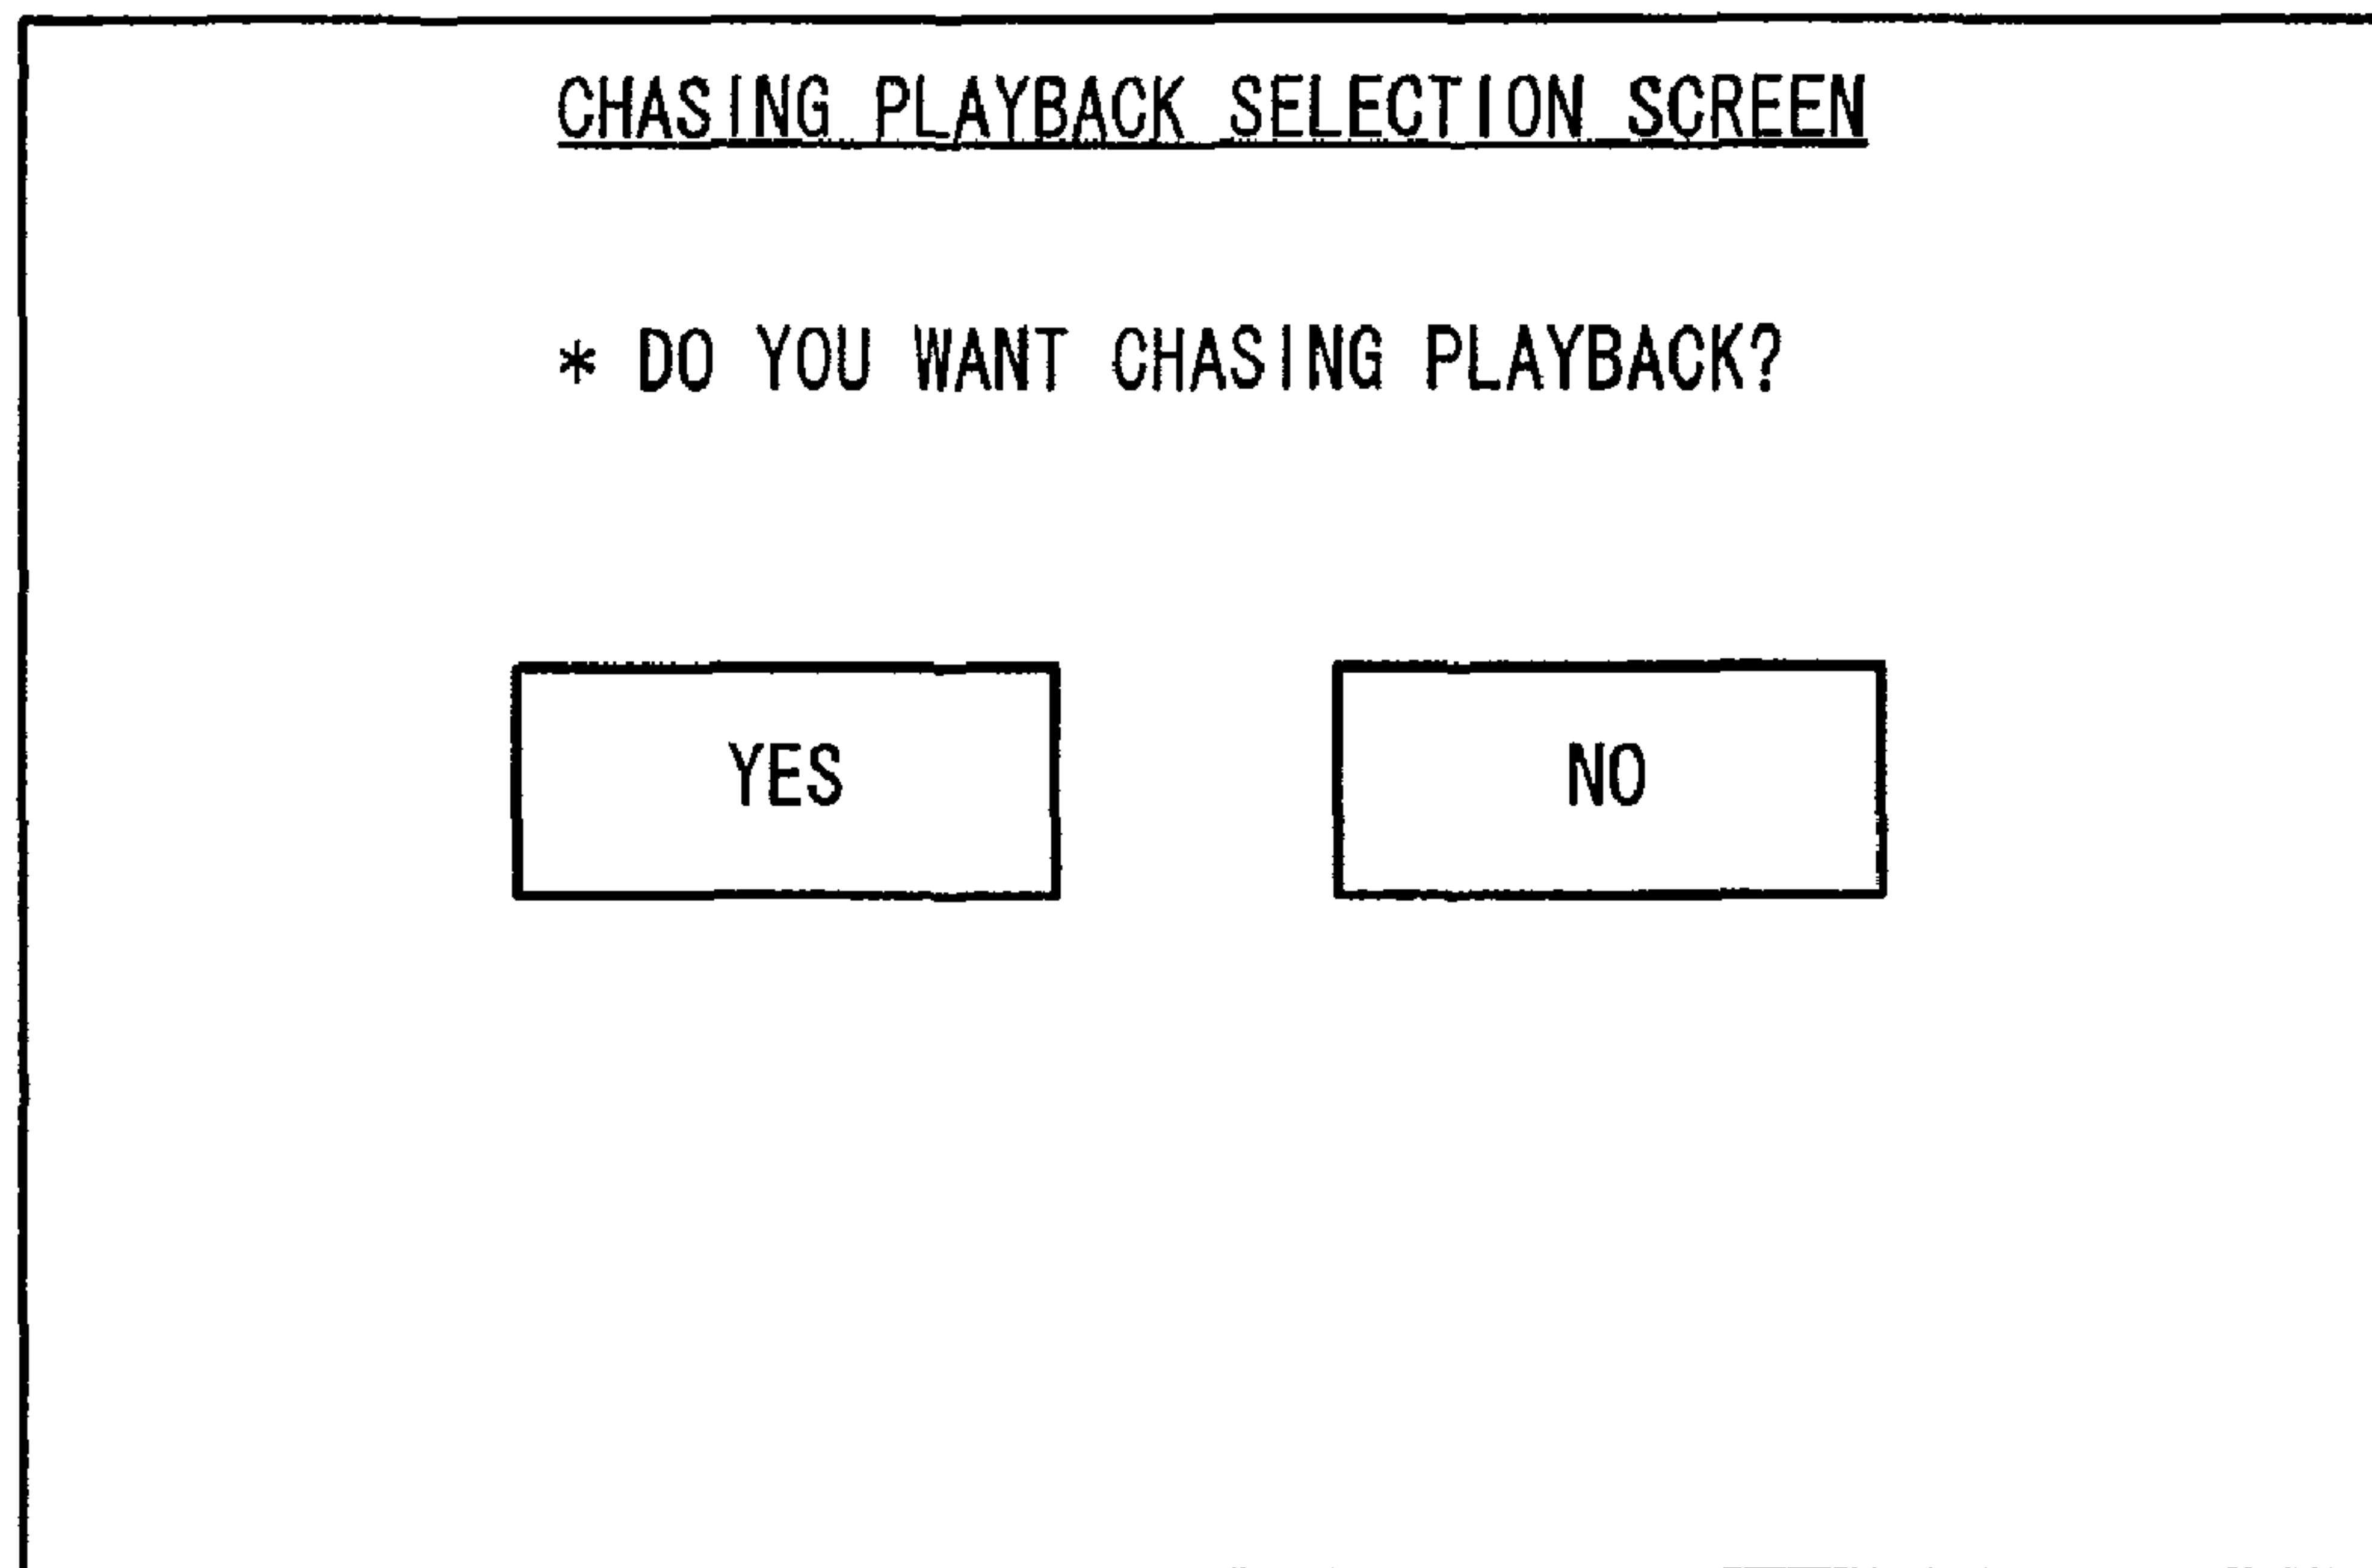 CHASING PLAYBACK SELECTION SCREEN
* DO YOU WANT CHASING PLAYBACK?
YES
NO